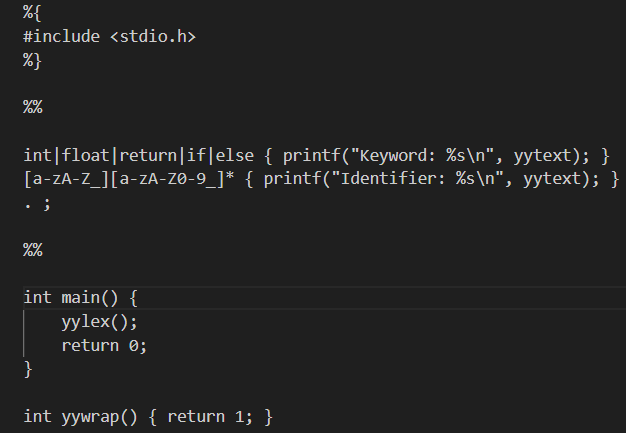 %{
#include <stdio.h>
%}
%%
int|float|return|if|else { printf("Keyword: %s\n", yytext); }
[a-zA-Z_][a-zA-Z0-9_]* { printf("Identifier: %s\n", yytext); }
. ;
%%
int main() {
    yylex();
    return 0;
}
int yywrap() { return 1; }